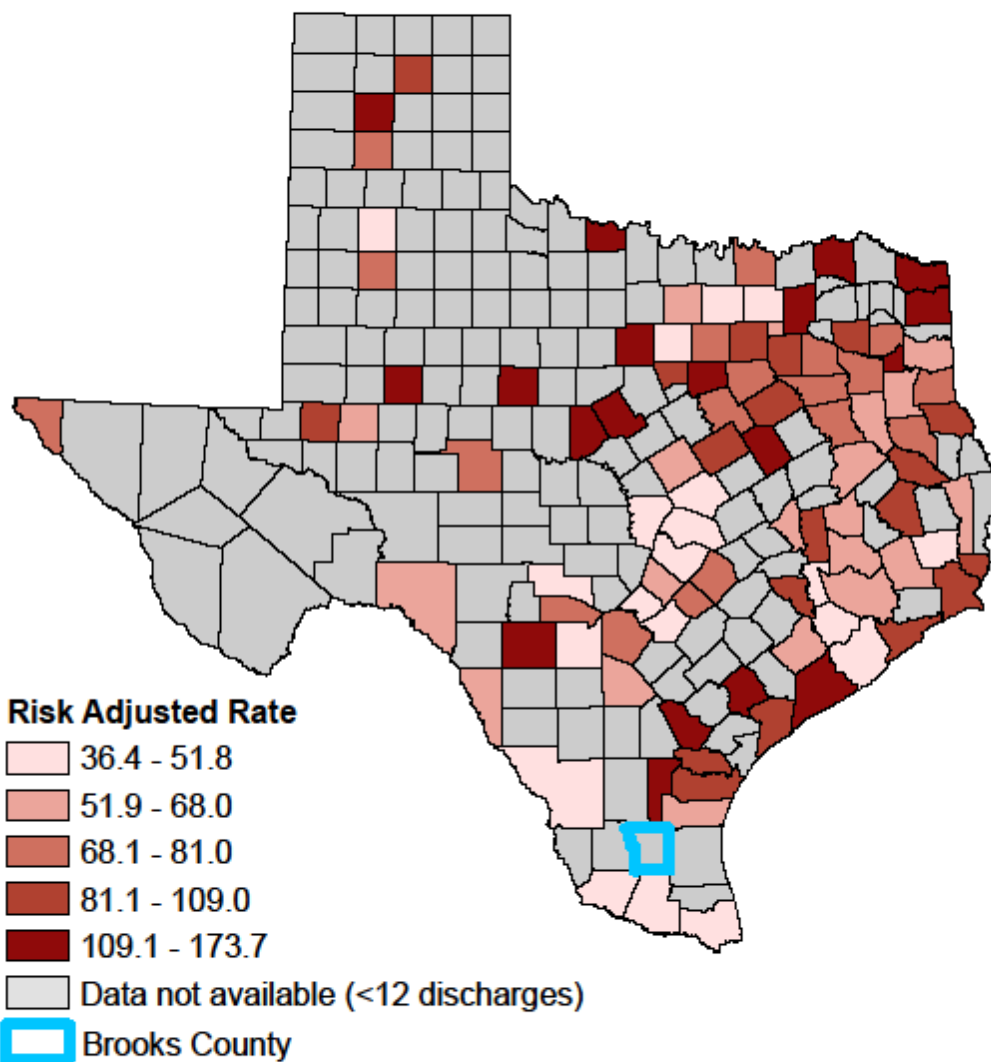 Risk Adjusted Rate
36.4 - 51.8
51.9 - 68.0
68.1 - 81.0
81.1 - 109.0
109.1 - 173.7
Data not available (<12 discharges)
Brooks County